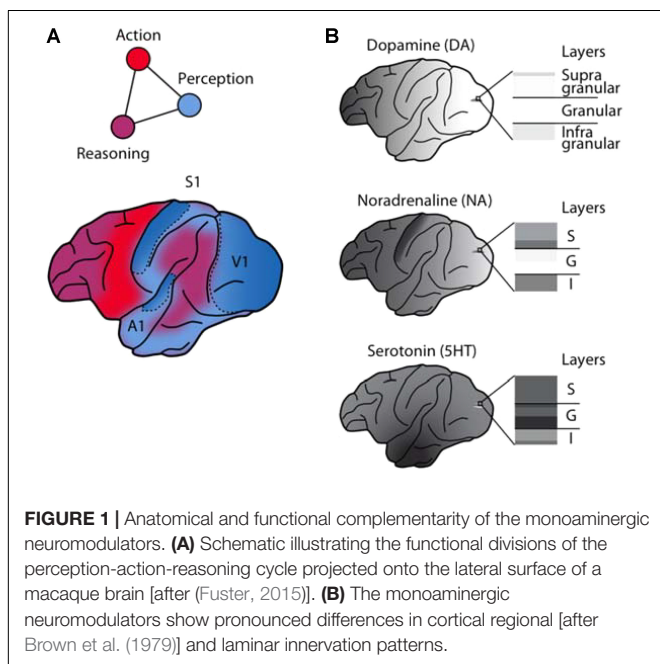 A
Action
Perception
Reasoning
S1
V1
A1
B
Dopamine (DA)
Layers
Supra
granular
Granular
Infra
granular
Noradrenaline (NA)
Layers
S
G
I
Serotonin (5HT)
Layers
S
G
I
FIGURE 1 | Anatomical and functional complementarity of the monoaminergic
neuromodulators. (A) Schematic illustrating the functional divisions of the
perception-action-reasoning cycle projected onto the lateral surface of a
macaque brain [after (Fuster, 2015)]. (B) The monoaminergic
neuromodulators show pronounced differences in cortical regional [after
Brown et al. (1979)] and laminar innervation patterns.